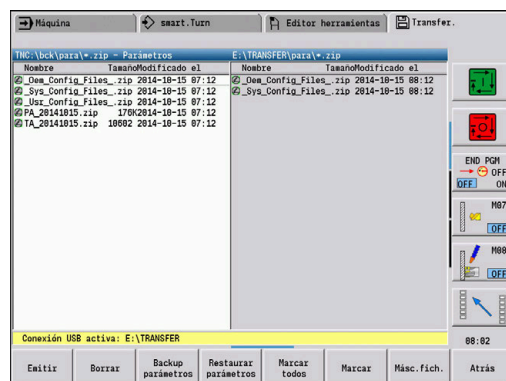 Máquina
smart.Turn
Editor herramientas
Transfer.
TNC:\bck\para\*.zip - Parámetros
Nombre TamañoModificado el
_Oem_Config_Files_.zip 2014-10-15 07:12
_Sys_Config_Files_.zip 2014-10-15 07:12
_Usr_Config_Files_.zip 2014-10-15 07:12
PA_20141015.zip 176K2014-10-15 07:12
TA_20141015.zip 10602 2014-10-15 07:12
E:\TRANSFER\para\*.zip
Nombre TamañoModificado el
_Oem_Config_Files_.zip 2014-10-15 08:12
_Sys_Config_Files_.zip 2014-10-15 08:12
END PGM
OFF
OFF ON
M07
OFF
M08
OFF
Conexión USB activa: E:\TRANSFER
08:02
Emitir
Borrar
Backup parámetros
Restaurar parámetros
Marcar todos
Marcar
Másc.fich.
Atrás